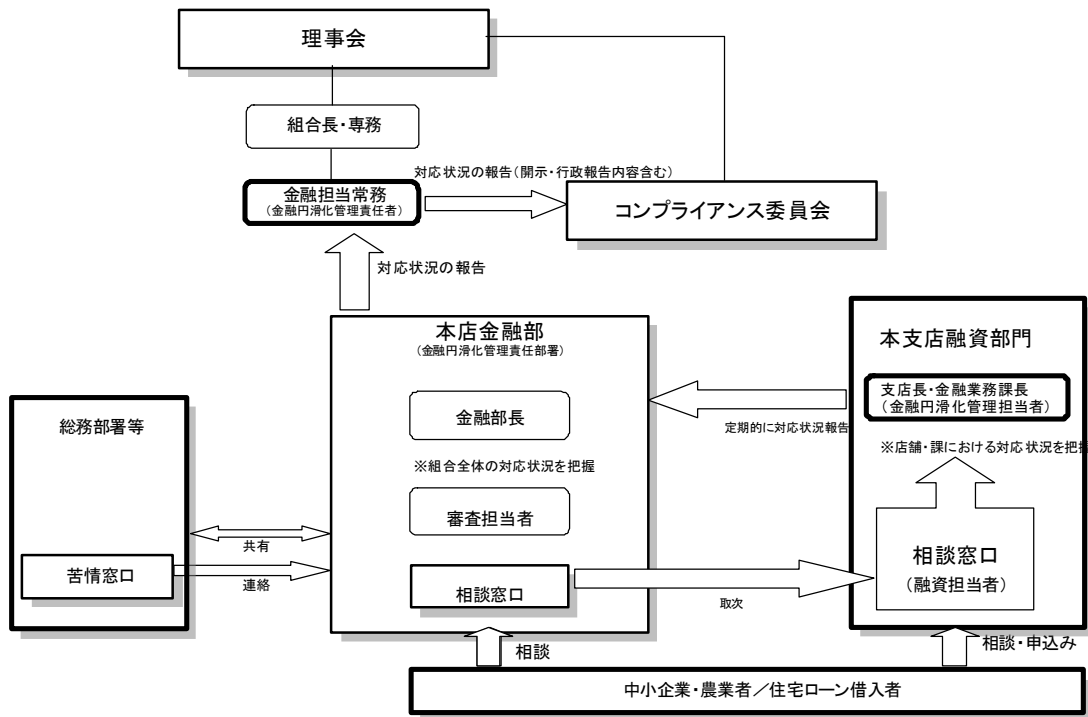 理事会
組合長・専務
対応状況の報告(開示・行政報告内容含む)
金融担当常務
(金融円滑化管理責任者)
コンプライアンス委員会
対応状況の報告
本店金融部
(金融円滑化管理責任部署)
本支店融資部門
支店長・金融業務課長
(金融円滑化管理担当者)
金融部長
総務部署等
定期的に対応状況報告
※店舗・課における対応状況を把握
※組合全体の対応状況を把握
審査担当者
共有
苦情窓口
連絡
相談窓口
取次
相談窓口
(融資担当者)
相談
相談・申込み
中小企業・農業者/住宅ローン借入者